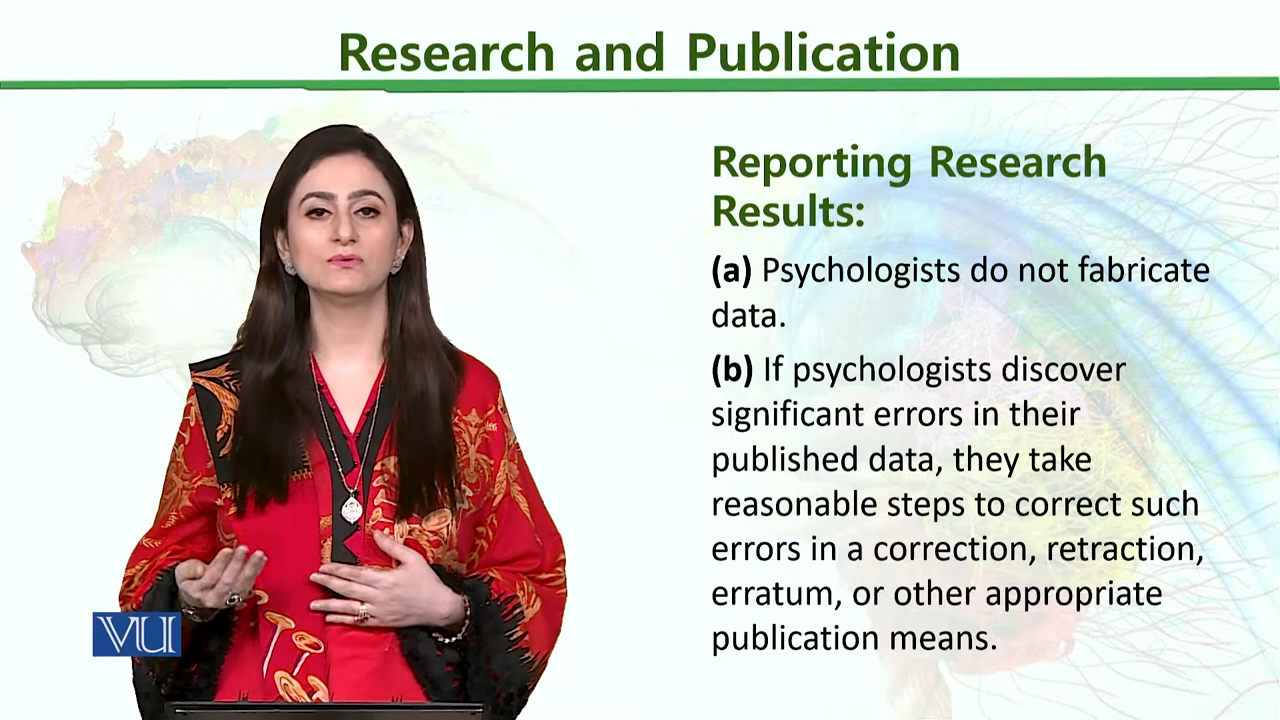 Research and Publication
Reporting Research
Results:
(a) Psychologists do not fabricate
data.
(b) If psychologists discover
significant errors in their
published data, they take
reasonable steps to correct such
errors in a correction, retraction,
erratum, or other appropriate
publication means.
VU